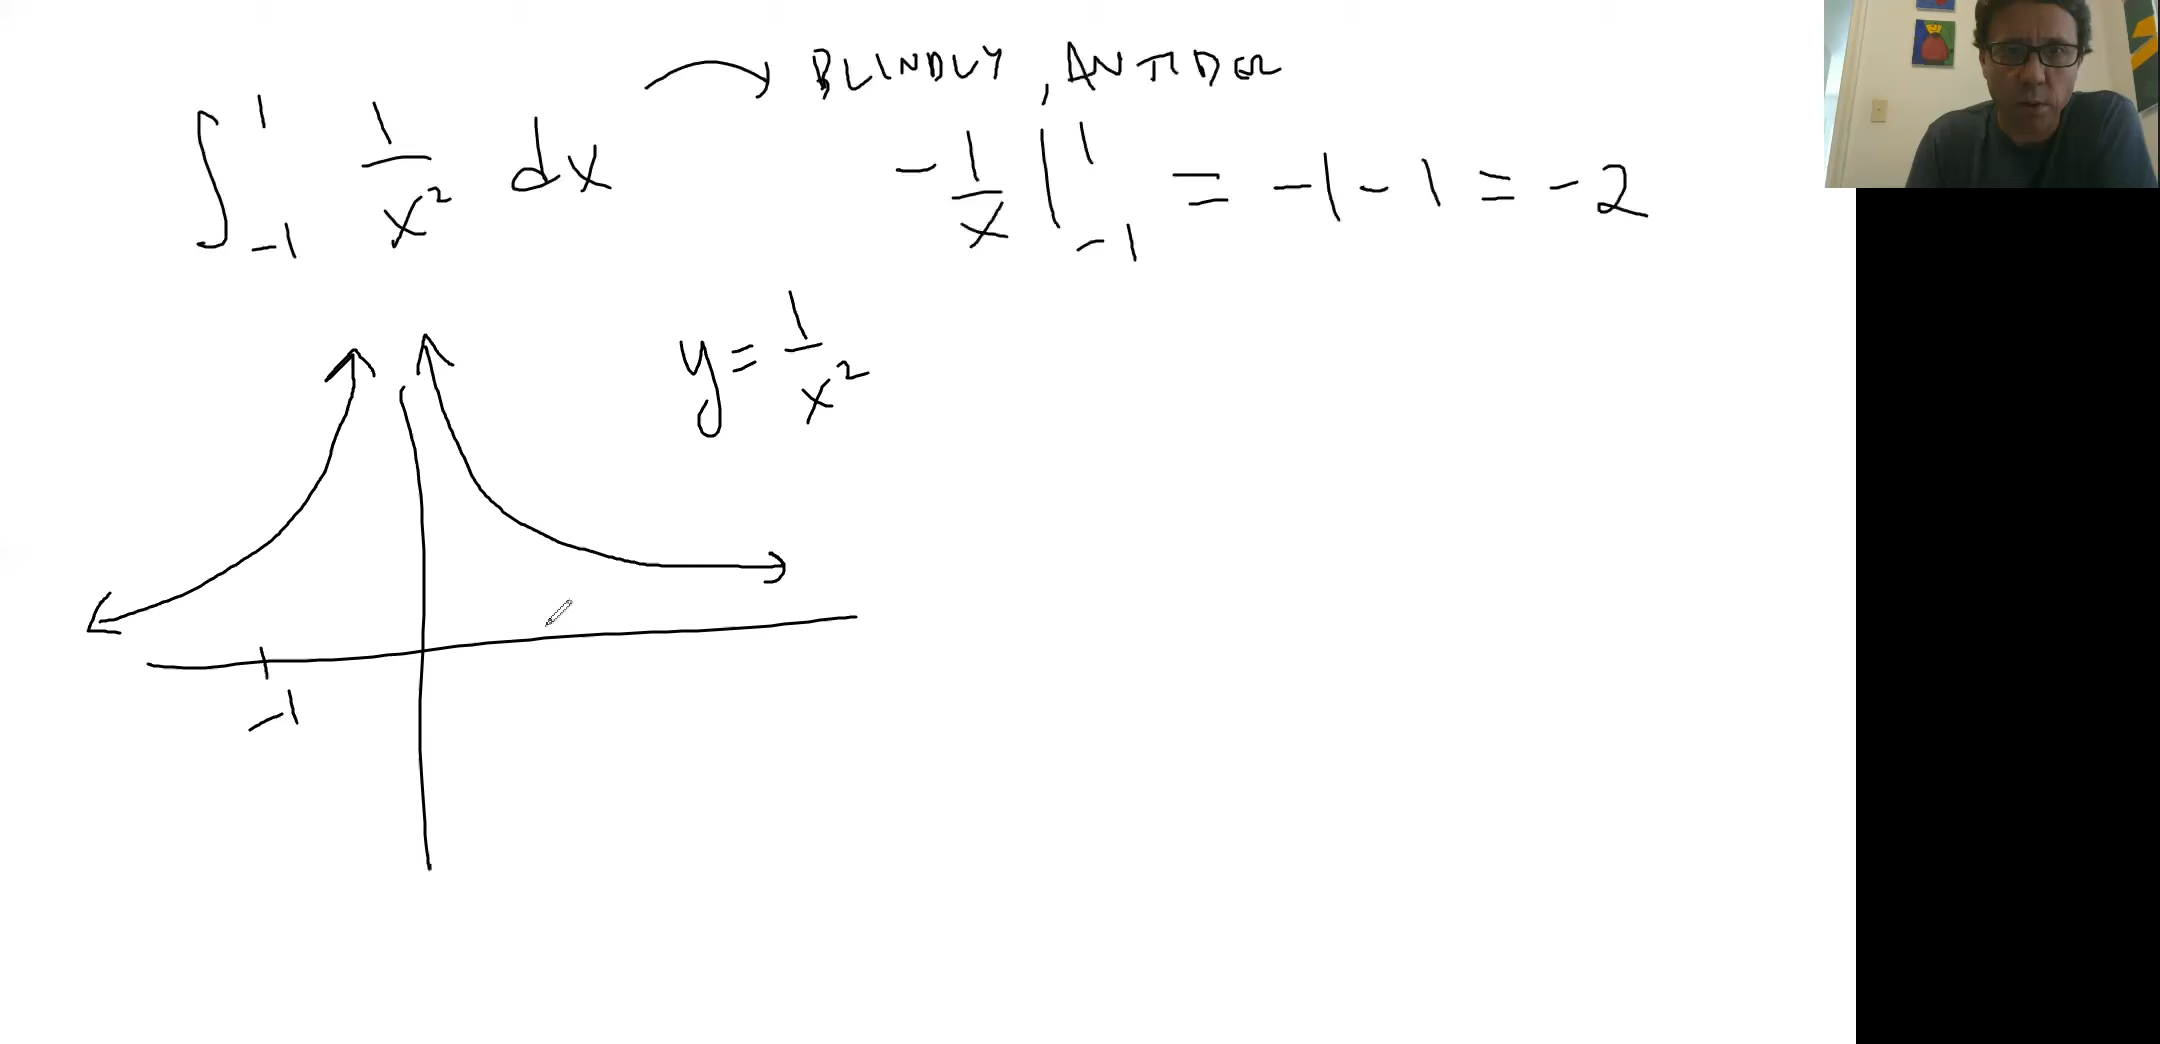 BLINDLY, ANTIDER
∫_{-1}^{1} 1/x² dx
-1/x |_{-1}^{1} = -1 - 1 = -2
y = 1/x²
-1